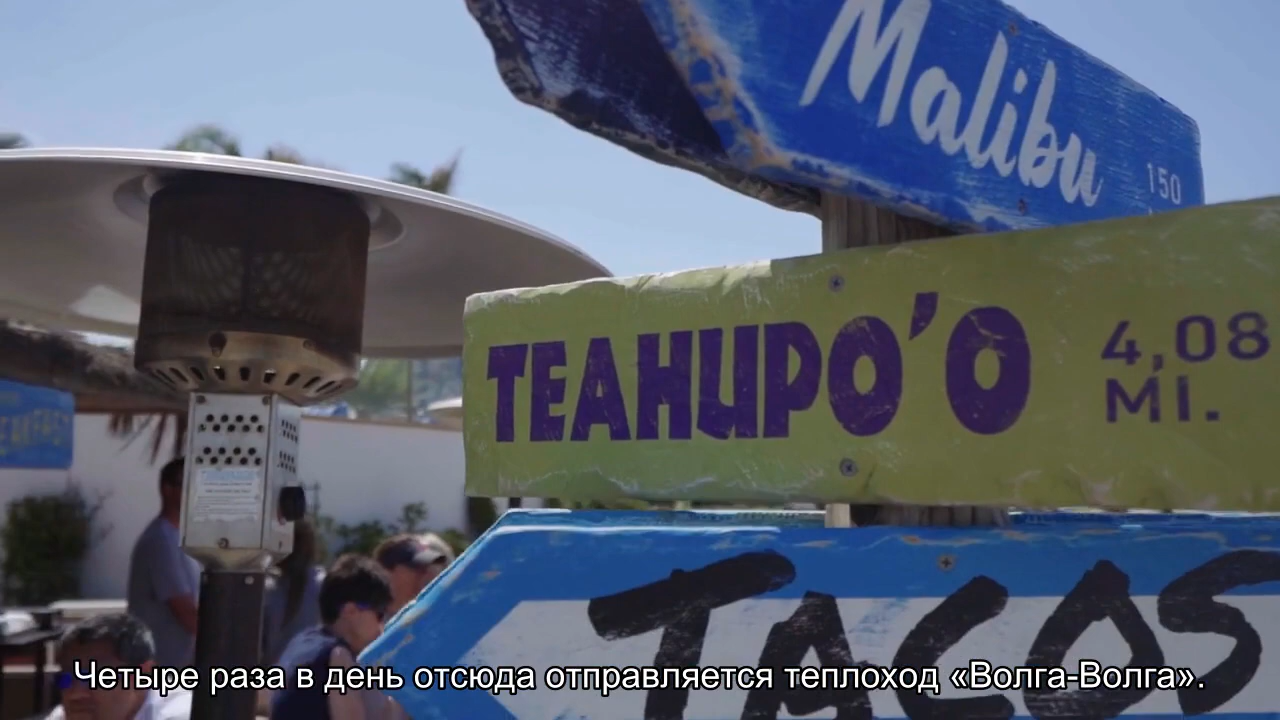 Malibu
150
TEAHUPO'O
4,08
MI.
TACOS
Четыре раза в день отсюда отправляется теплоход «Волга-Волга».